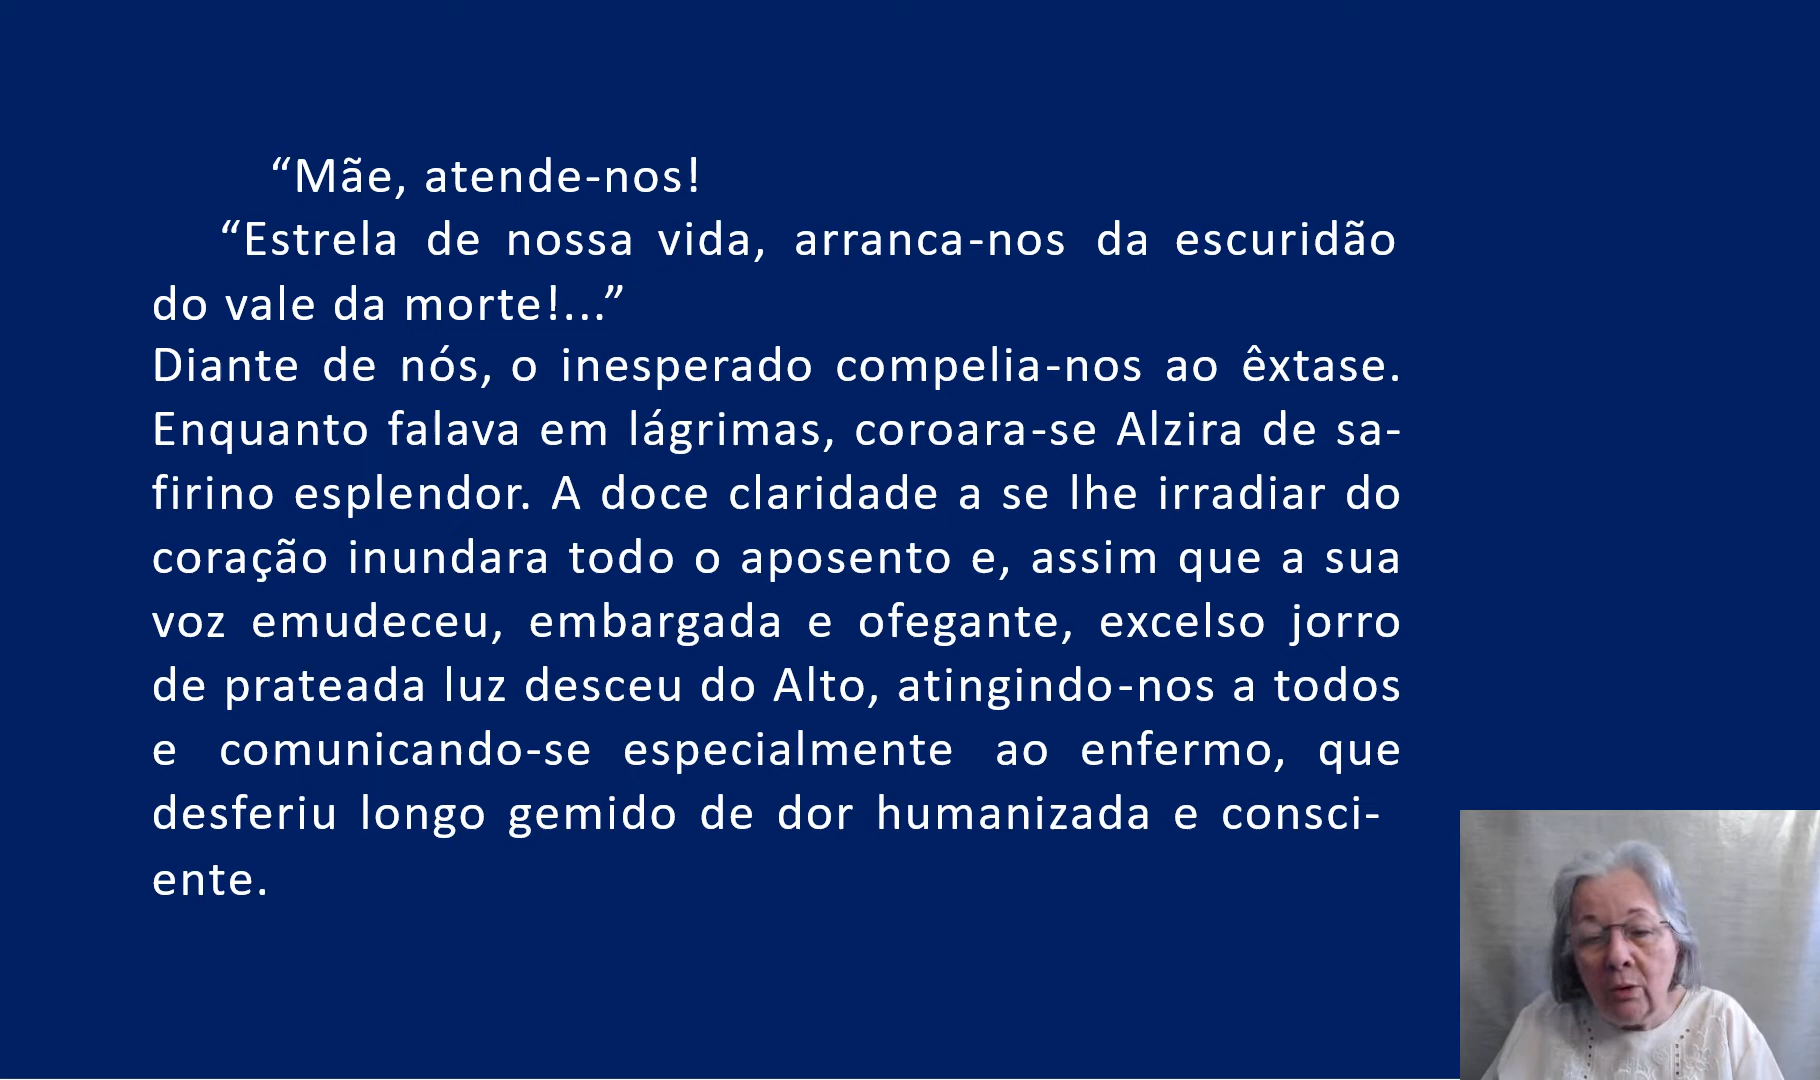 “Mãe, atende-nos!
“Estrela de nossa vida, arranca-nos da escuridão
do vale da morte!...”
Diante de nós, o inesperado compelia-nos ao êxtase.
Enquanto falava em lágrimas, coroara-se Alzira de sa-
firino esplendor. A doce claridade a se lhe irradiar do
coração inundara todo o aposento e, assim que a sua
voz emudeceu, embargada e ofegante, excelso jorro
de prateada luz desceu do Alto, atingindo-nos a todos
e comunicando-se especialmente ao enfermo, que
desferiu longo gemido de dor humanizada e consci-
ente.